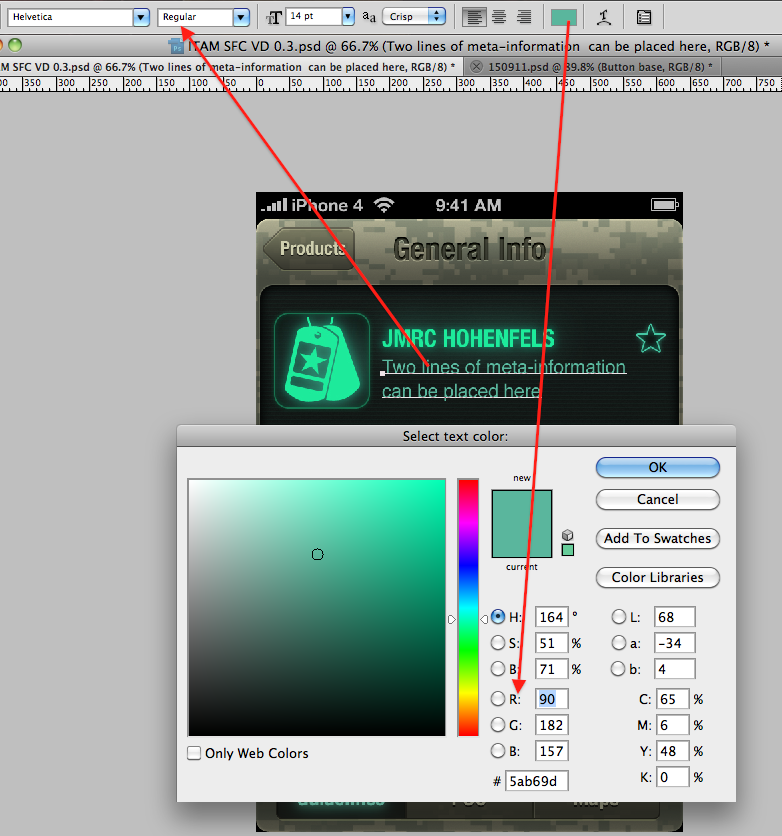 Helvetica Regular 14 pt aa Crisp
ITAM SFC VD 0.3.psd @ 66.7% (Two lines of meta-information can be placed here, RGB/8) *
AM SFC VD 0.3.psd @ 66.7% (Two lines of meta-information can be placed here, RGB/8) * 150911.psd @ 39.8% (Button base, RGB/8) *
350 300 250 200 150 100 50 0 50 100 150 200 250 300 350 400 450 500 550 600 650 700 750
iPhone 4 9:41 AM
Products General Info
JMRC HOHENFELS
Two lines of meta-information
can be placed here
Select text color:
new
OK
Cancel
current
Add To Swatches
Color Libraries
H: 164 ° L: 68
S: 51 % a: -34
B: 71 % b: 4
R: 90 C: 65 %
G: 182 M: 6 %
B: 157 Y: 48 %
Only Web Colors
# 5ab69d K: 0 %
Guidelines POC Maps